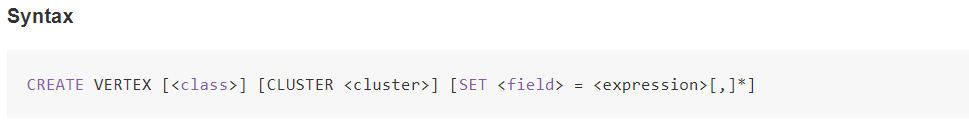 Syntax
CREATE VERTEX [<class>] [CLUSTER <cluster>] [SET <field> = <expression>[,]*]